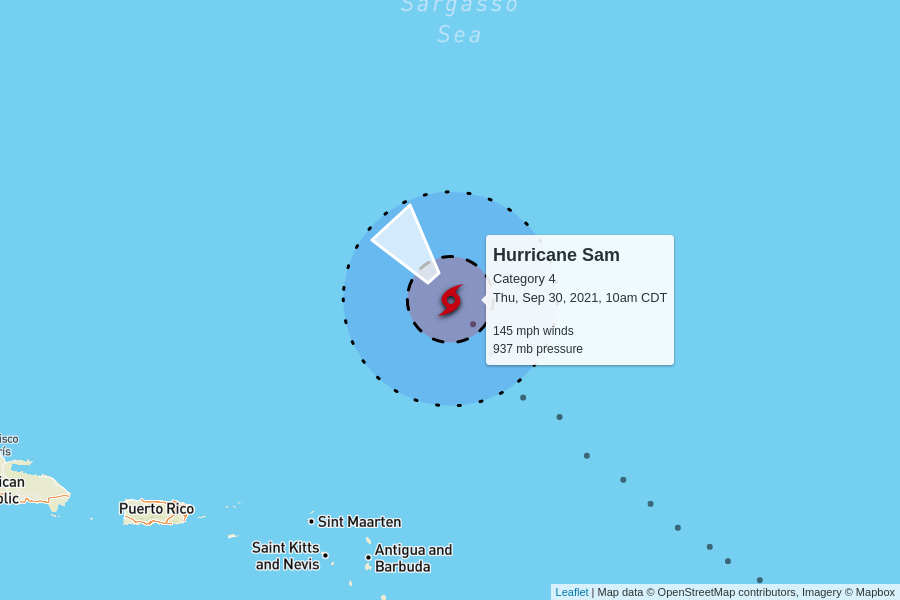 Sargasso
Sea
Hurricane Sam
Category 4
Thu, Sep 30, 2021, 10am CDT
145 mph winds
937 mb pressure
isco
rís
ican
blic
Puerto Rico
Sint Maarten
Saint Kitts
and Nevis
Antigua and
Barbuda
Leaflet | Map data © OpenStreetMap contributors, Imagery © Mapbox